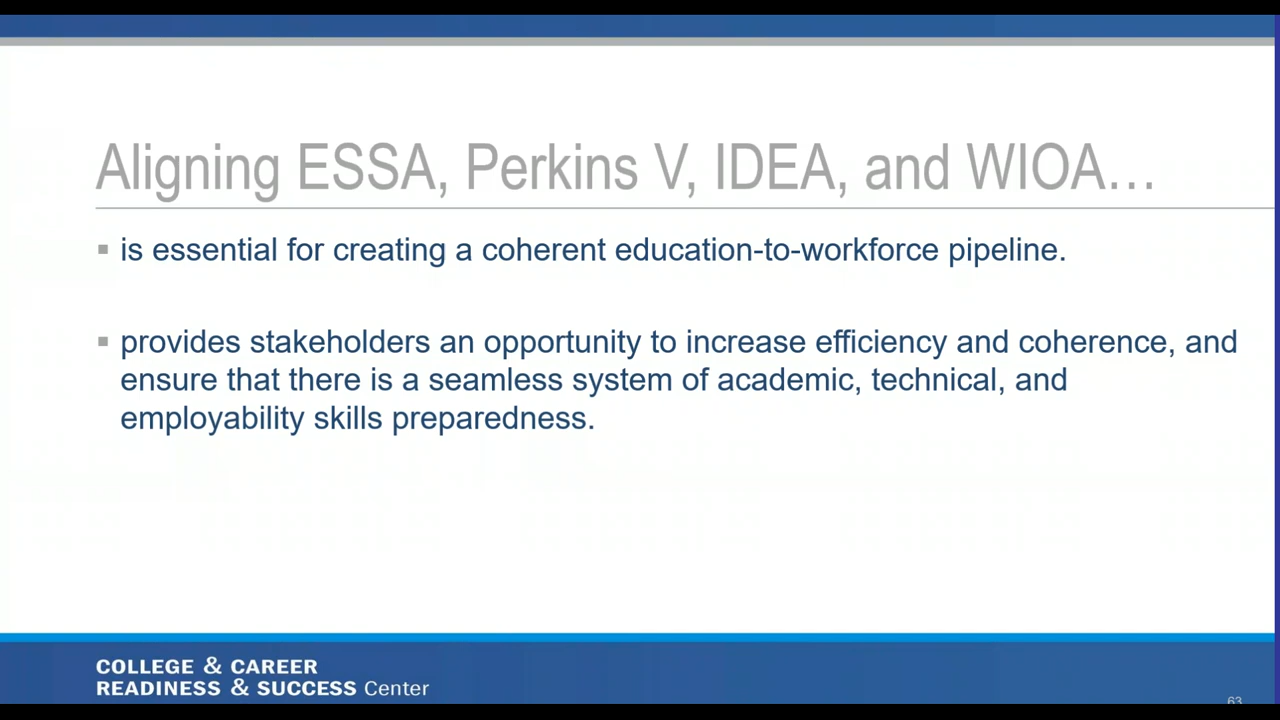 Aligning ESSA, Perkins V, IDEA, and WIOA…
▪ is essential for creating a coherent education-to-workforce pipeline.
▪ provides stakeholders an opportunity to increase efficiency and coherence, and
ensure that there is a seamless system of academic, technical, and
employability skills preparedness.
COLLEGE & CAREER
READINESS & SUCCESS Center
63